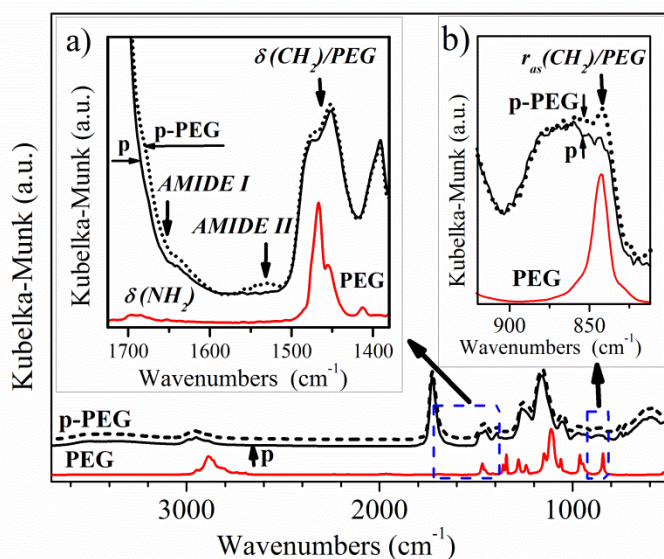 a)
δ(CH2)/PEG
p-PEG
p
AMIDE I
AMIDE II
δ(NH2)
PEG
1700 1600 1500 1400
Wavenumbers (cm-1)
Kubelka-Munk (a.u.)
b)
ras(CH2)/PEG
p-PEG
p
PEG
900 850
Wavenumbers (cm-1)
Kubelka-Munk (a.u.)
p-PEG
PEG
p
3000 2000 1000
Wavenumbers (cm-1)
Kubelka-Munk (a.u.)